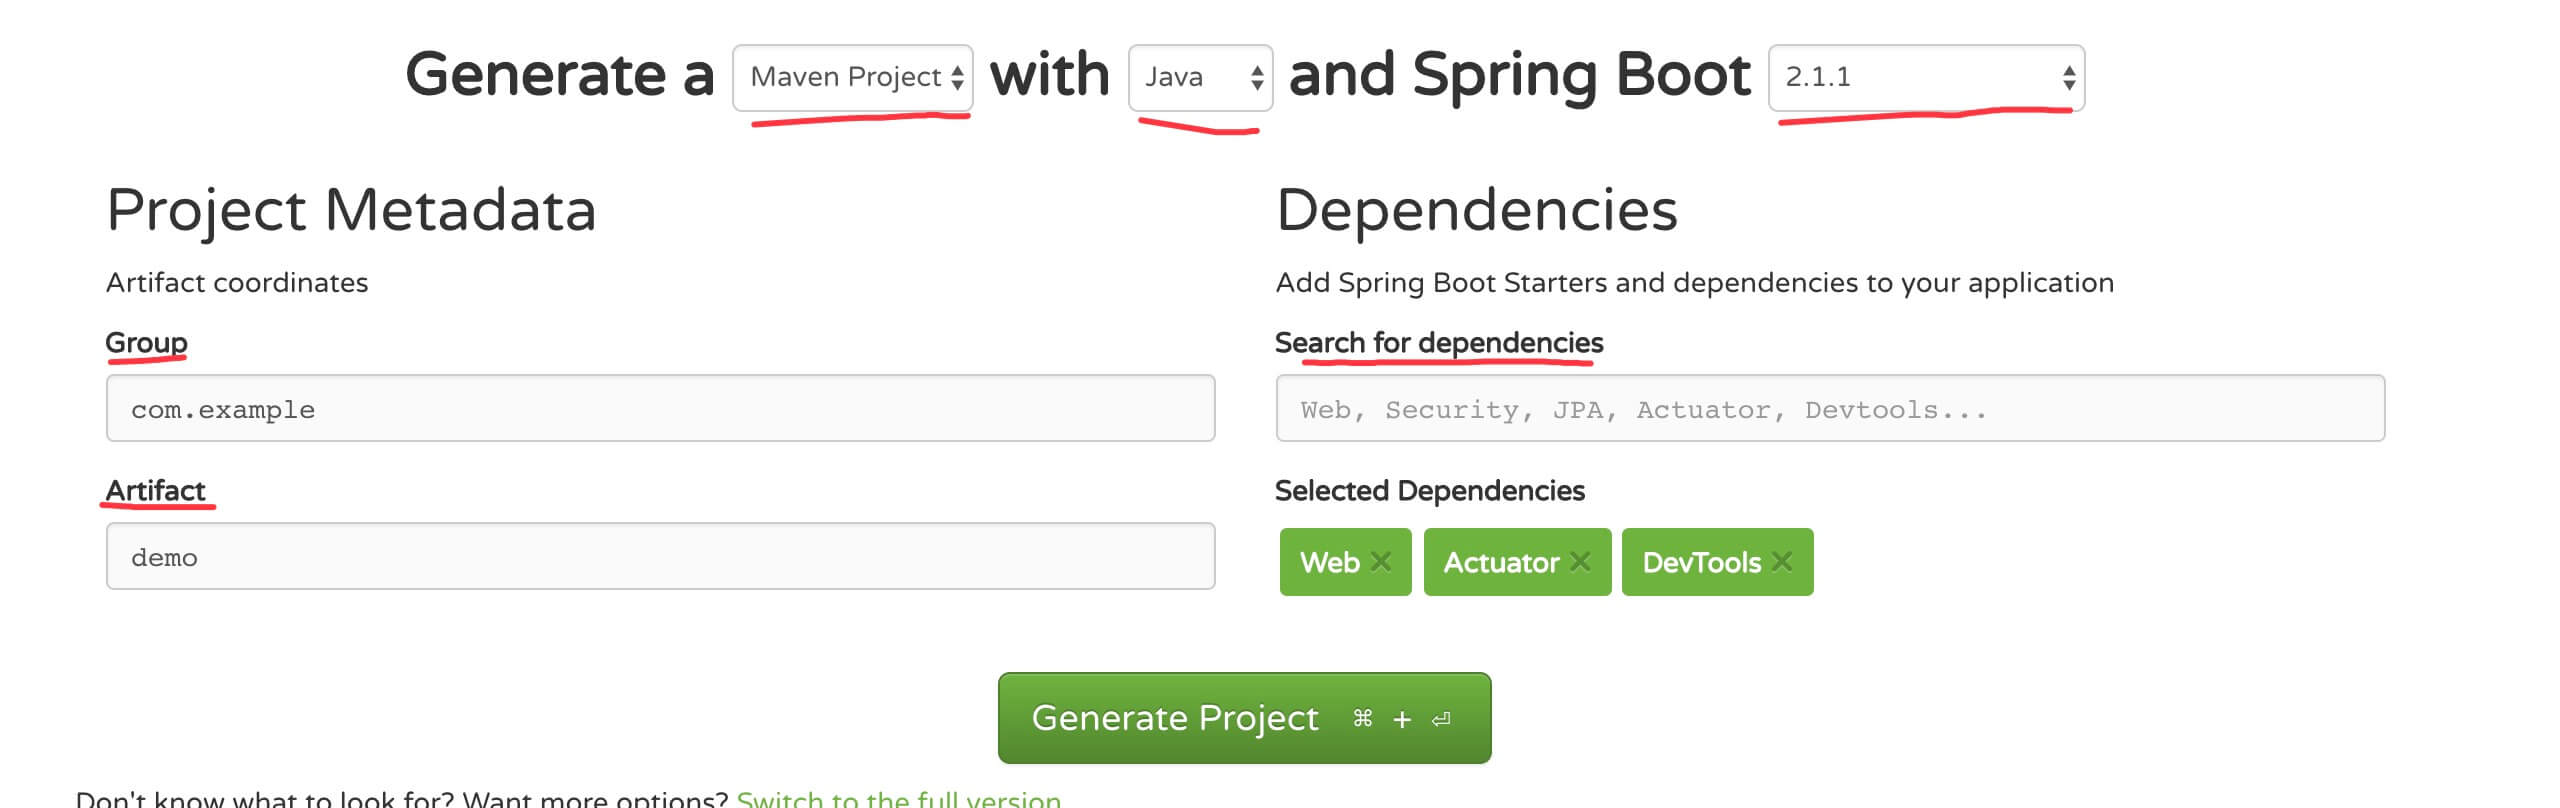 Generate a Maven Project with Java and Spring Boot 2.1.1
Project Metadata
Artifact coordinates
Group
com.example
Artifact
demo
Dependencies
Add Spring Boot Starters and dependencies to your application
Search for dependencies
Web, Security, JPA, Actuator, Devtools...
Selected Dependencies
Web × Actuator × DevTools ×
Generate Project ⌘ + ⏎
Don't know what to look for? Want more options? Switch to the full version